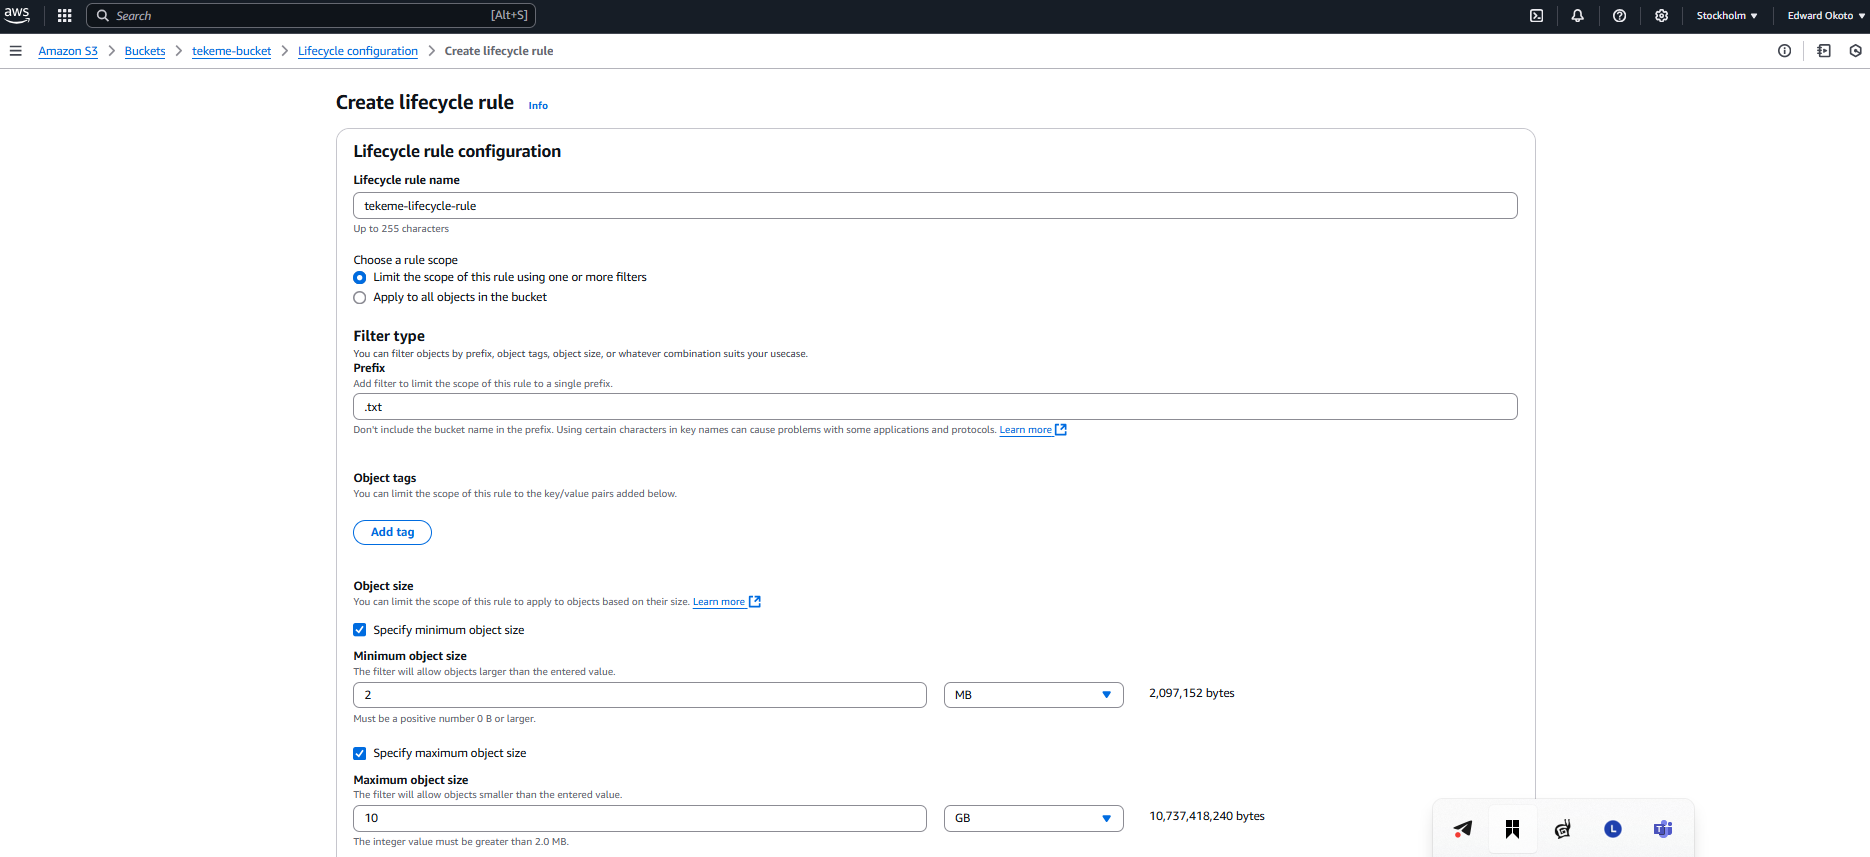 aws Search [Alt+S] Stockholm Edward Okoto
Amazon S3 Buckets tekeme-bucket Lifecycle configuration Create lifecycle rule
Create lifecycle rule Info
Lifecycle rule configuration
Lifecycle rule name
tekeme-lifecycle-rule
Up to 255 characters
Choose a rule scope
Limit the scope of this rule using one or more filters
Apply to all objects in the bucket
Filter type
You can filter objects by prefix, object tags, object size, or whatever combination suits your usecase.
Prefix
Add filter to limit the scope of this rule to a single prefix.
.txt
Don't include the bucket name in the prefix. Using certain characters in key names can cause problems with some applications and protocols. Learn more
Object tags
You can limit the scope of this rule to the key/value pairs added below.
Add tag
Object size
You can limit the scope of this rule to apply to objects based on their size. Learn more
Specify minimum object size
Minimum object size
The filter will allow objects larger than the entered value.
2 MB 2,097,152 bytes
Must be a positive number 0 B or larger.
Specify maximum object size
Maximum object size
The filter will allow objects smaller than the entered value.
10 GB 10,737,418,240 bytes
The integer value must be greater than 2.0 MB.
L